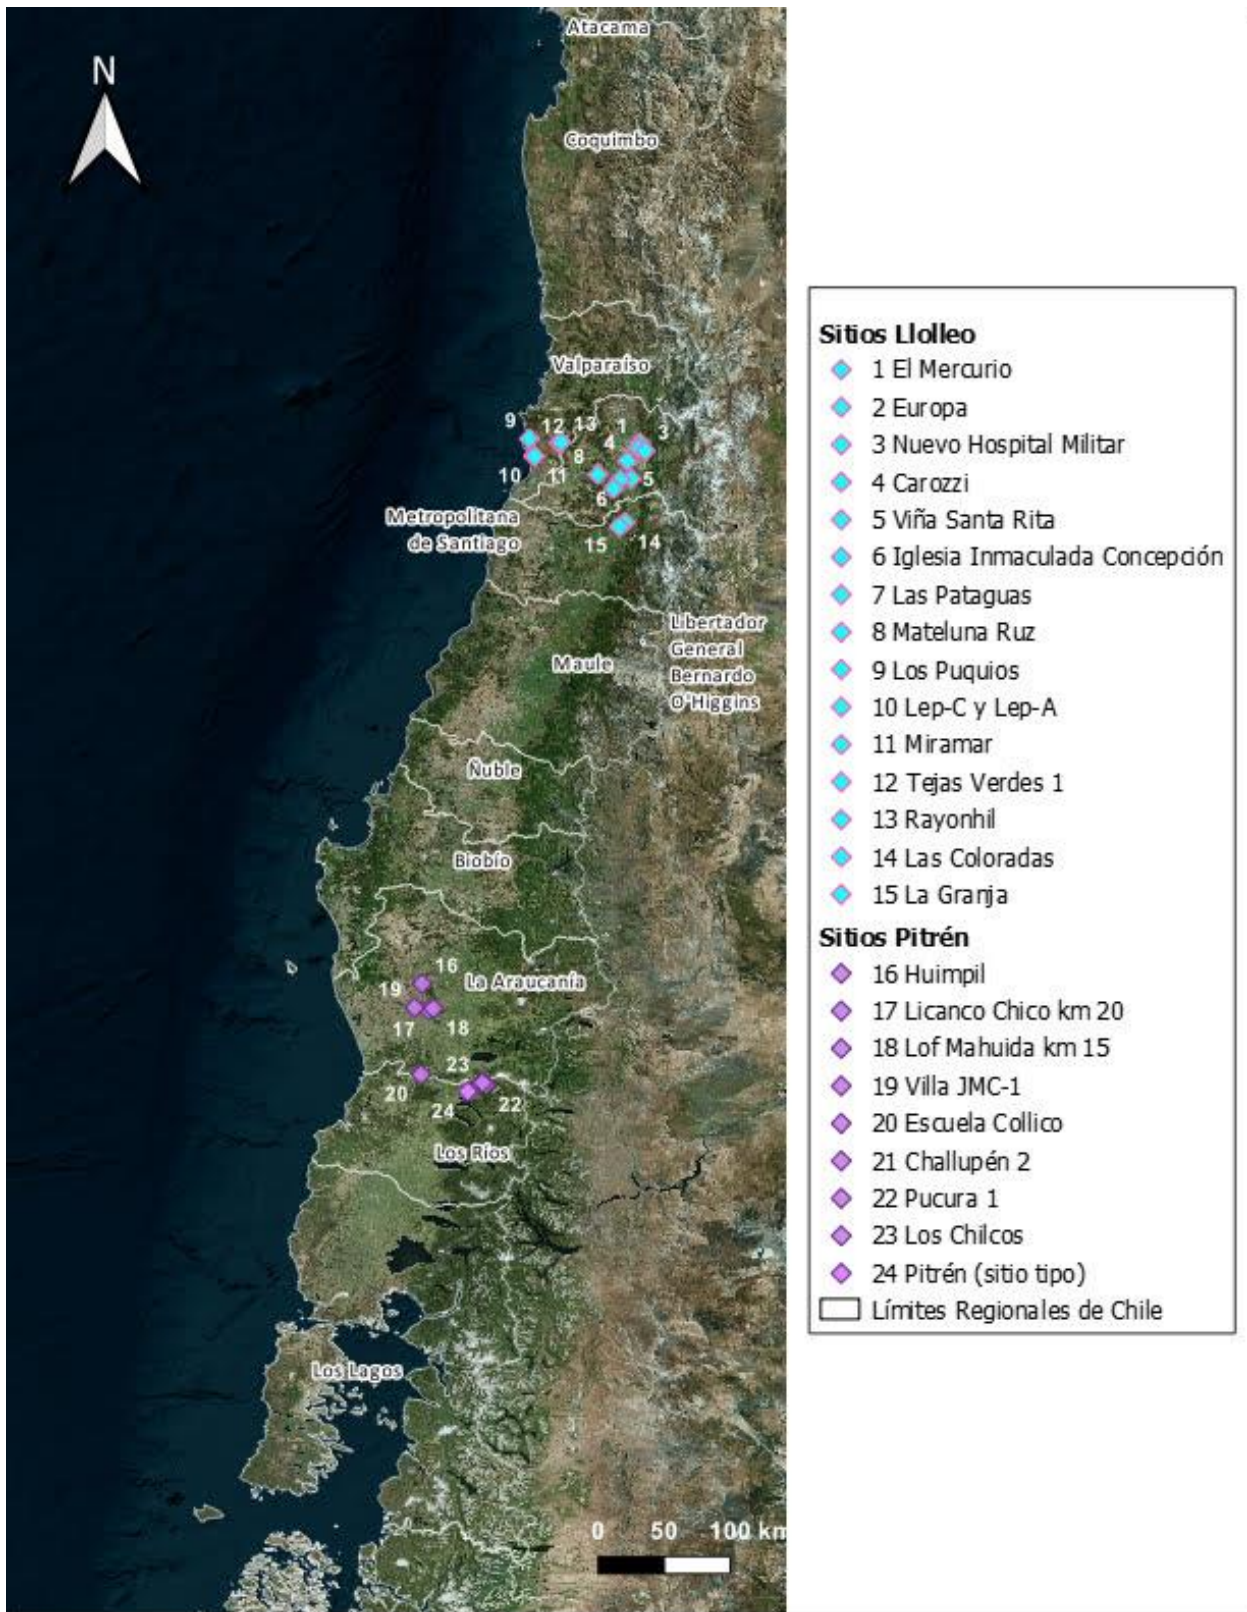 N
Atacama
Coquimbo
Valparaíso
9
12
13
1
4
3
8
10
11
5
6
Metropolitana
de Santiago
15
14
Libertador
General
Bernardo
O'Higgins
Maule
Ñuble
Biobío
16
19
La Araucanía
17
18
23
20
24
22
Los Ríos
Los Lagos
0 50 100 km
Sitios Llolleo
1 El Mercurio
2 Europa
3 Nuevo Hospital Militar
4 Carozzi
5 Viña Santa Rita
6 Iglesia Inmaculada Concepción
7 Las Pataguas
8 Mateluna Ruz
9 Los Puquios
10 Lep-C y Lep-A
11 Miramar
12 Tejas Verdes 1
13 Rayonhil
14 Las Coloradas
15 La Granja
Sitios Pitrén
16 Huimpil
17 Licanco Chico km 20
18 Lof Mahuida km 15
19 Villa JMC-1
20 Escuela Collico
21 Challupén 2
22 Pucura 1
23 Los Chilcos
24 Pitrén (sitio tipo)
Límites Regionales de Chile